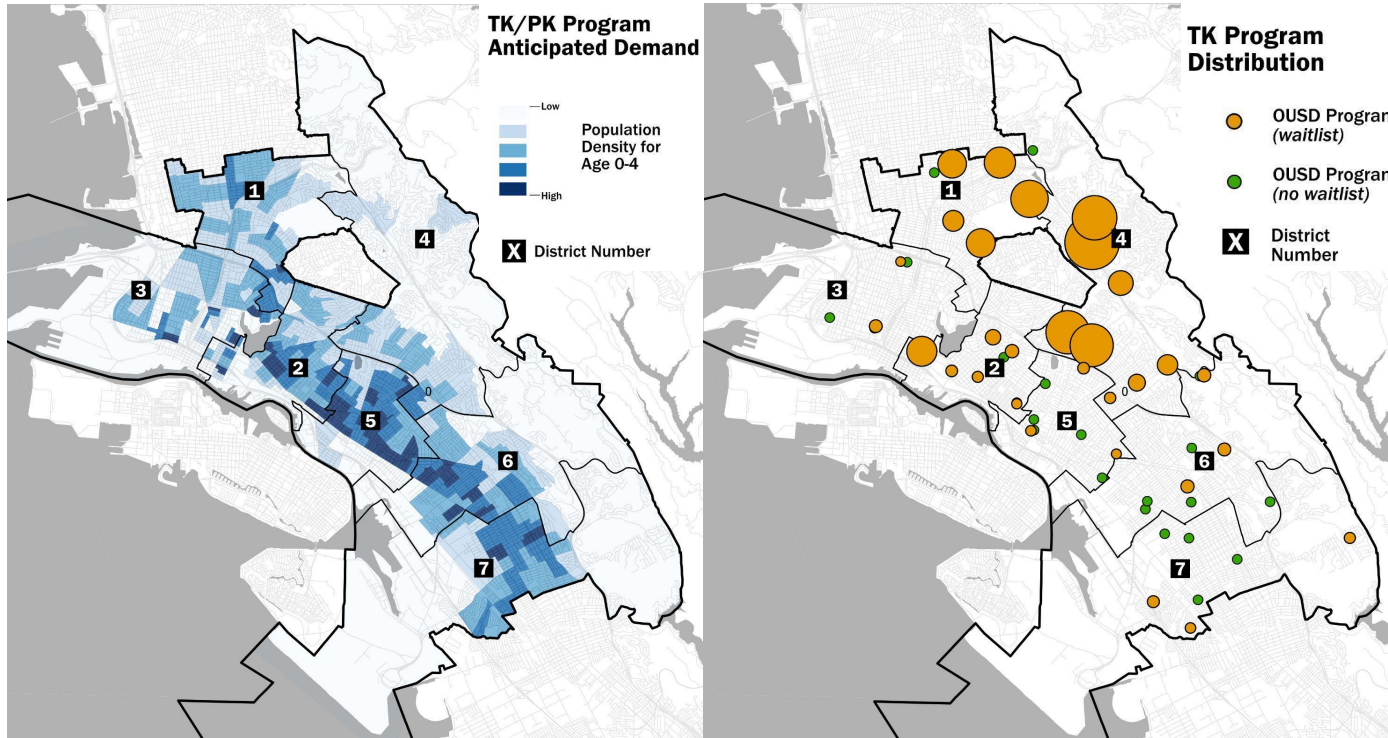 TK/PK Program
Anticipated Demand
Low
Population
Density for
Age 0-4
High
X District Number
1
4
3
2
5
0
6
7
TK Program
Distribution
OUSD Program
(waitlist)
OUSD Program
(no waitlist)
X District
Number
1
4
3
2
5
6
7